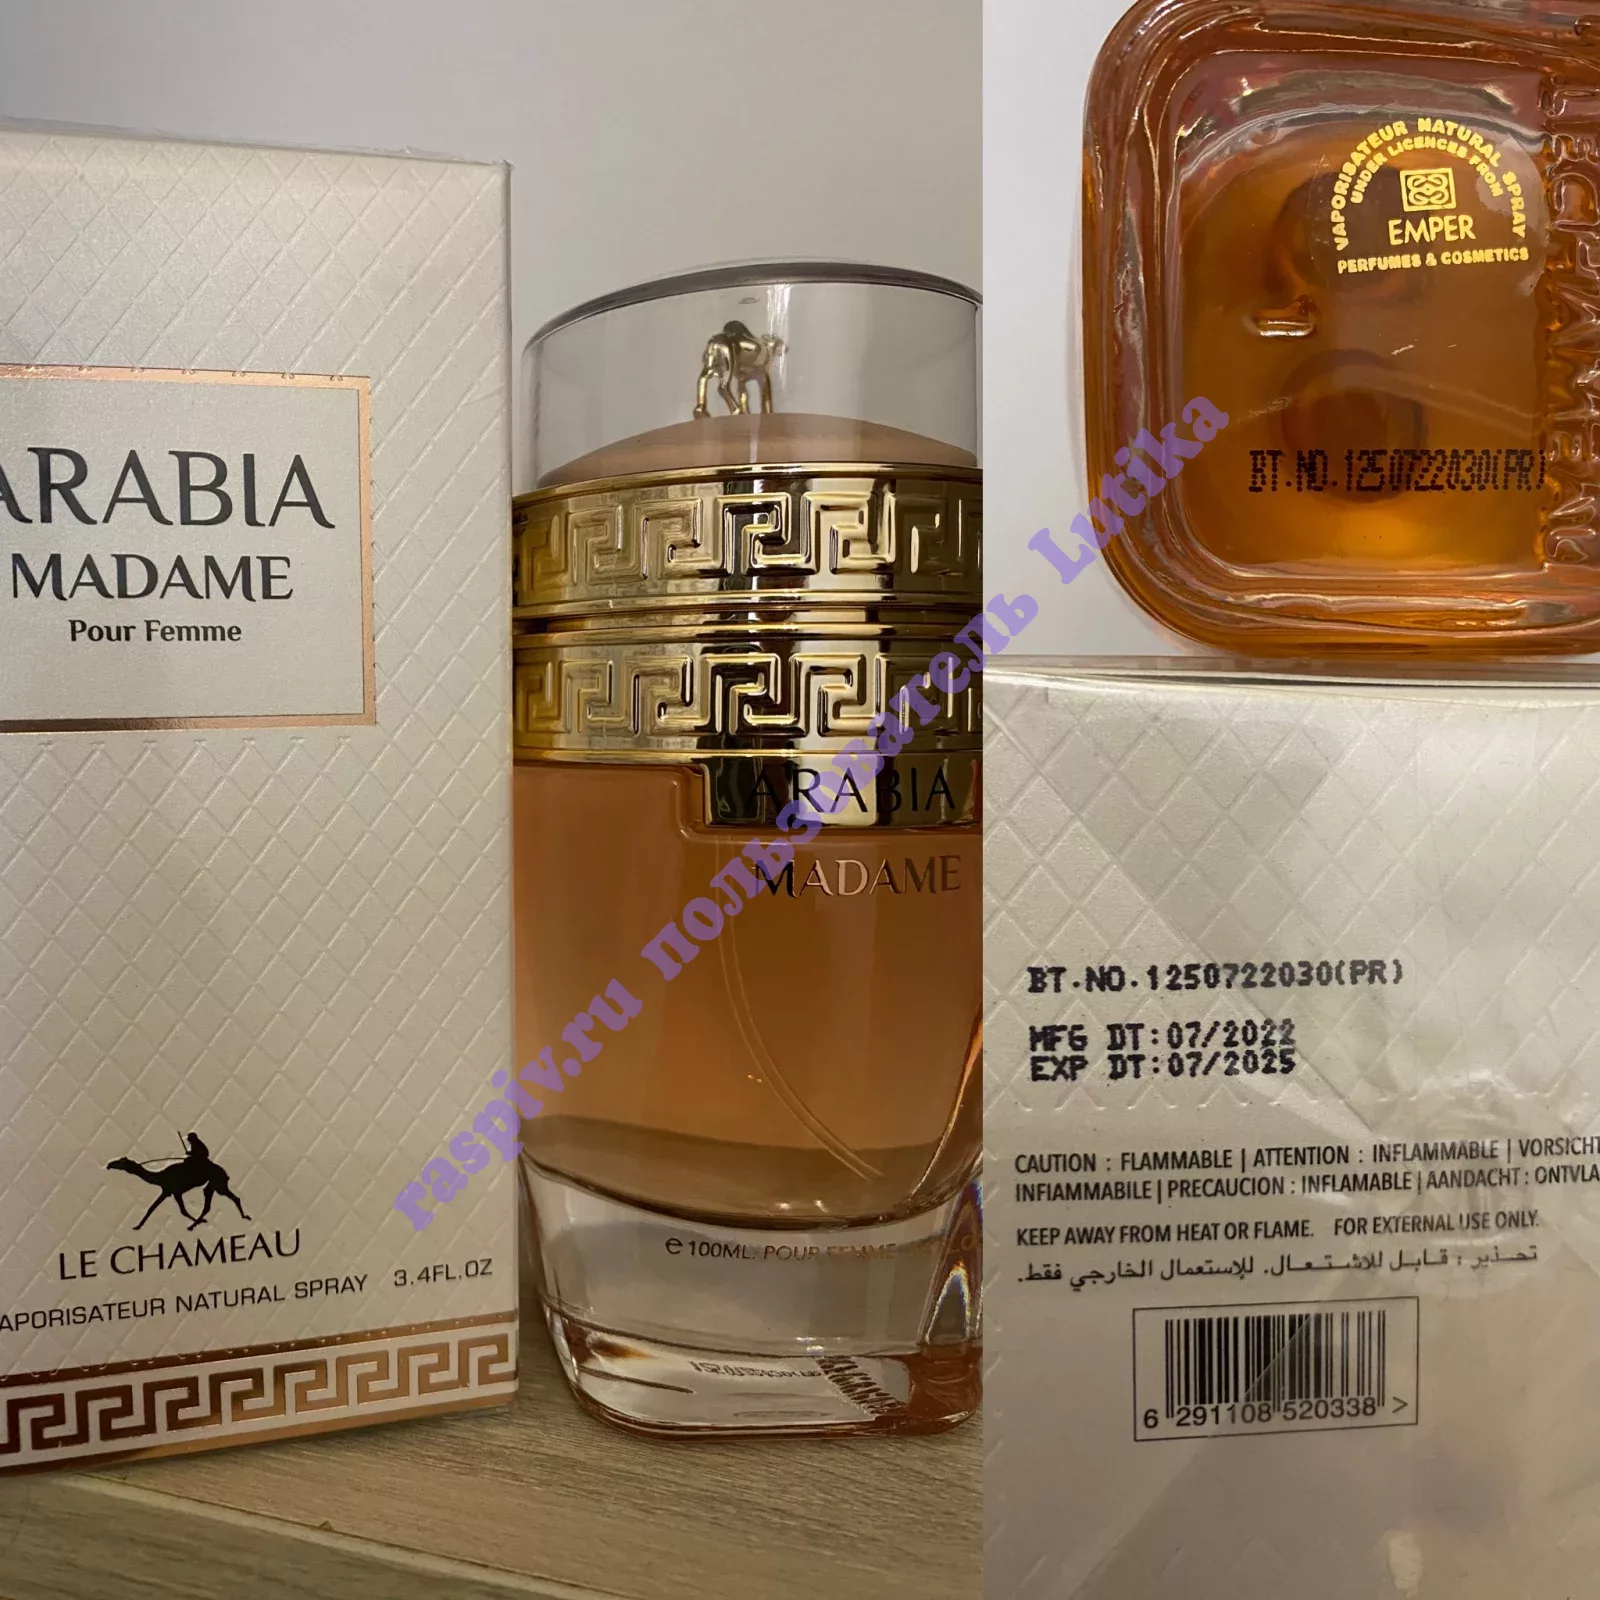 ARABIA
MADAME
Pour Femme
LE CHAMEAU
APORISATEUR NATURAL SPRAY 3.4FL.OZ
ARABIA
MADAME
e 100ML. POUR FEMME
raspiv.ru пользователь Lutika
VAPORISATEUR NATURAL SPRAY
UNDER LICENCES FROM
EMPER
PERFUMES & COSMETICS
BT.NO.1250722030(PR)
BT.NO.1250722030(PR)
MFG DT:07/2022
EXP DT:07/2025
CAUTION : FLAMMABLE | ATTENTION : INFLAMMABLE | VORSICHT
INFIAMMABILE | PRECAUCION : INFLAMABLE | AANDACHT : ONTVLA
KEEP AWAY FROM HEAT OR FLAME. FOR EXTERNAL USE ONLY.
تحذير : قابل للاشتعال. للإستعمال الخارجي فقط.
6 291108 520338 >